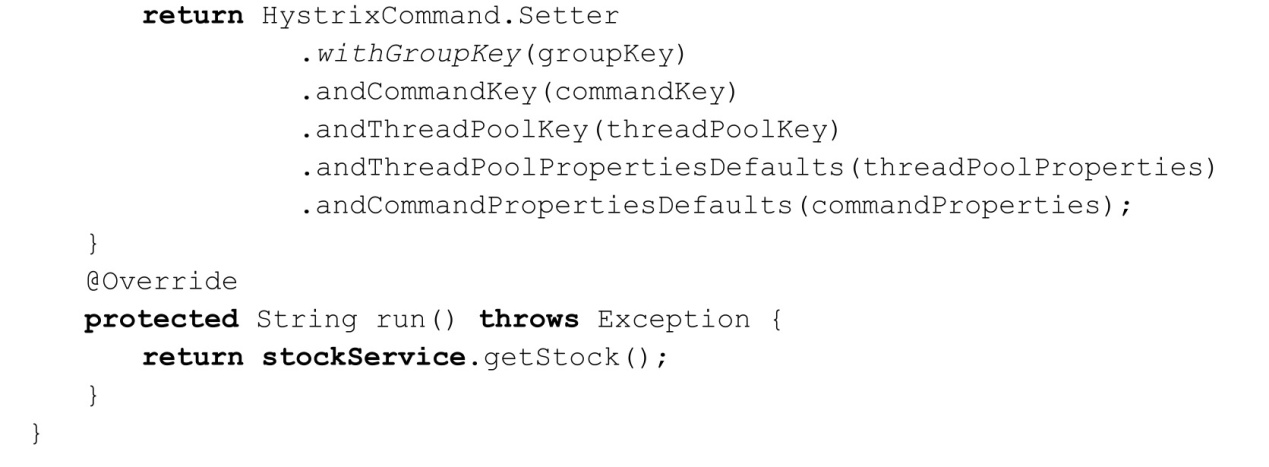 return HystrixCommand.Setter
.withGroupKey(groupKey)
.andCommandKey(commandKey)
.andThreadPoolKey(threadPoolKey)
.andThreadPoolPropertiesDefaults(threadPoolProperties)
.andCommandPropertiesDefaults(commandProperties);
}
@Override
protected String run() throws Exception {
return stockService.getStock();
}
}